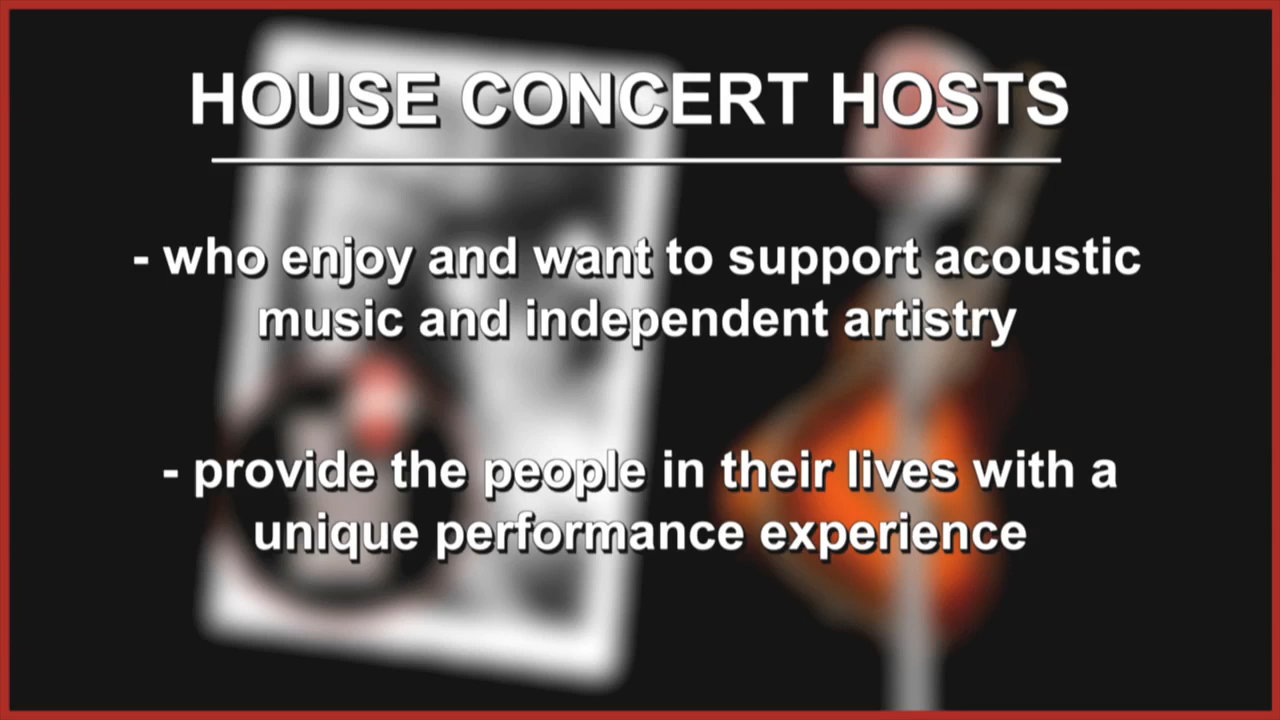 HOUSE CONCERT HOSTS
- who enjoy and want to support acoustic
music and independent artistry
- provide the people in their lives with a
unique performance experience